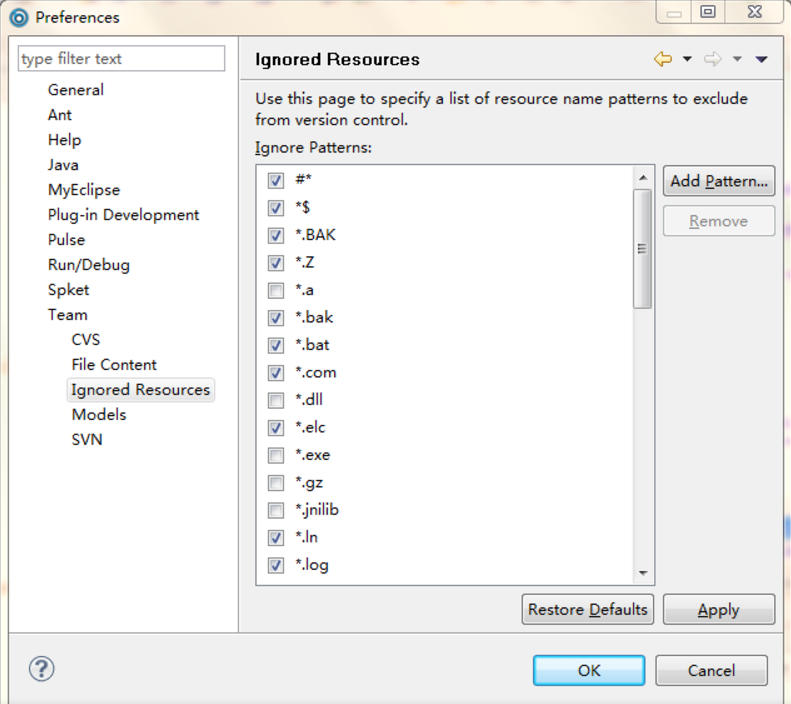 Preferences
type filter text
General
Ant
Help
Java
MyEclipse
Plug-in Development
Pulse
Run/Debug
Spket
Team
CVS
File Content
Ignored Resources
Models
SVN
Ignored Resources
Use this page to specify a list of resource name patterns to exclude
from version control.
Ignore Patterns:
#*
*$
*.BAK
*.Z
*.a
*.bak
*.bat
*.com
*.dll
*.elc
*.exe
*.gz
*.jnilib
*.ln
*.log
Add Pattern...
Remove
Restore Defaults
Apply
?
OK
Cancel